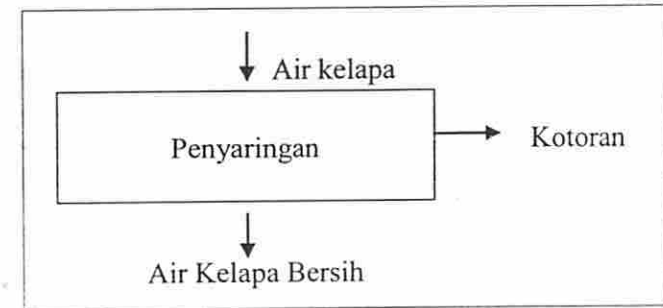 Air kelapa
Penyaringan
Kotoran
Air Kelapa Bersih